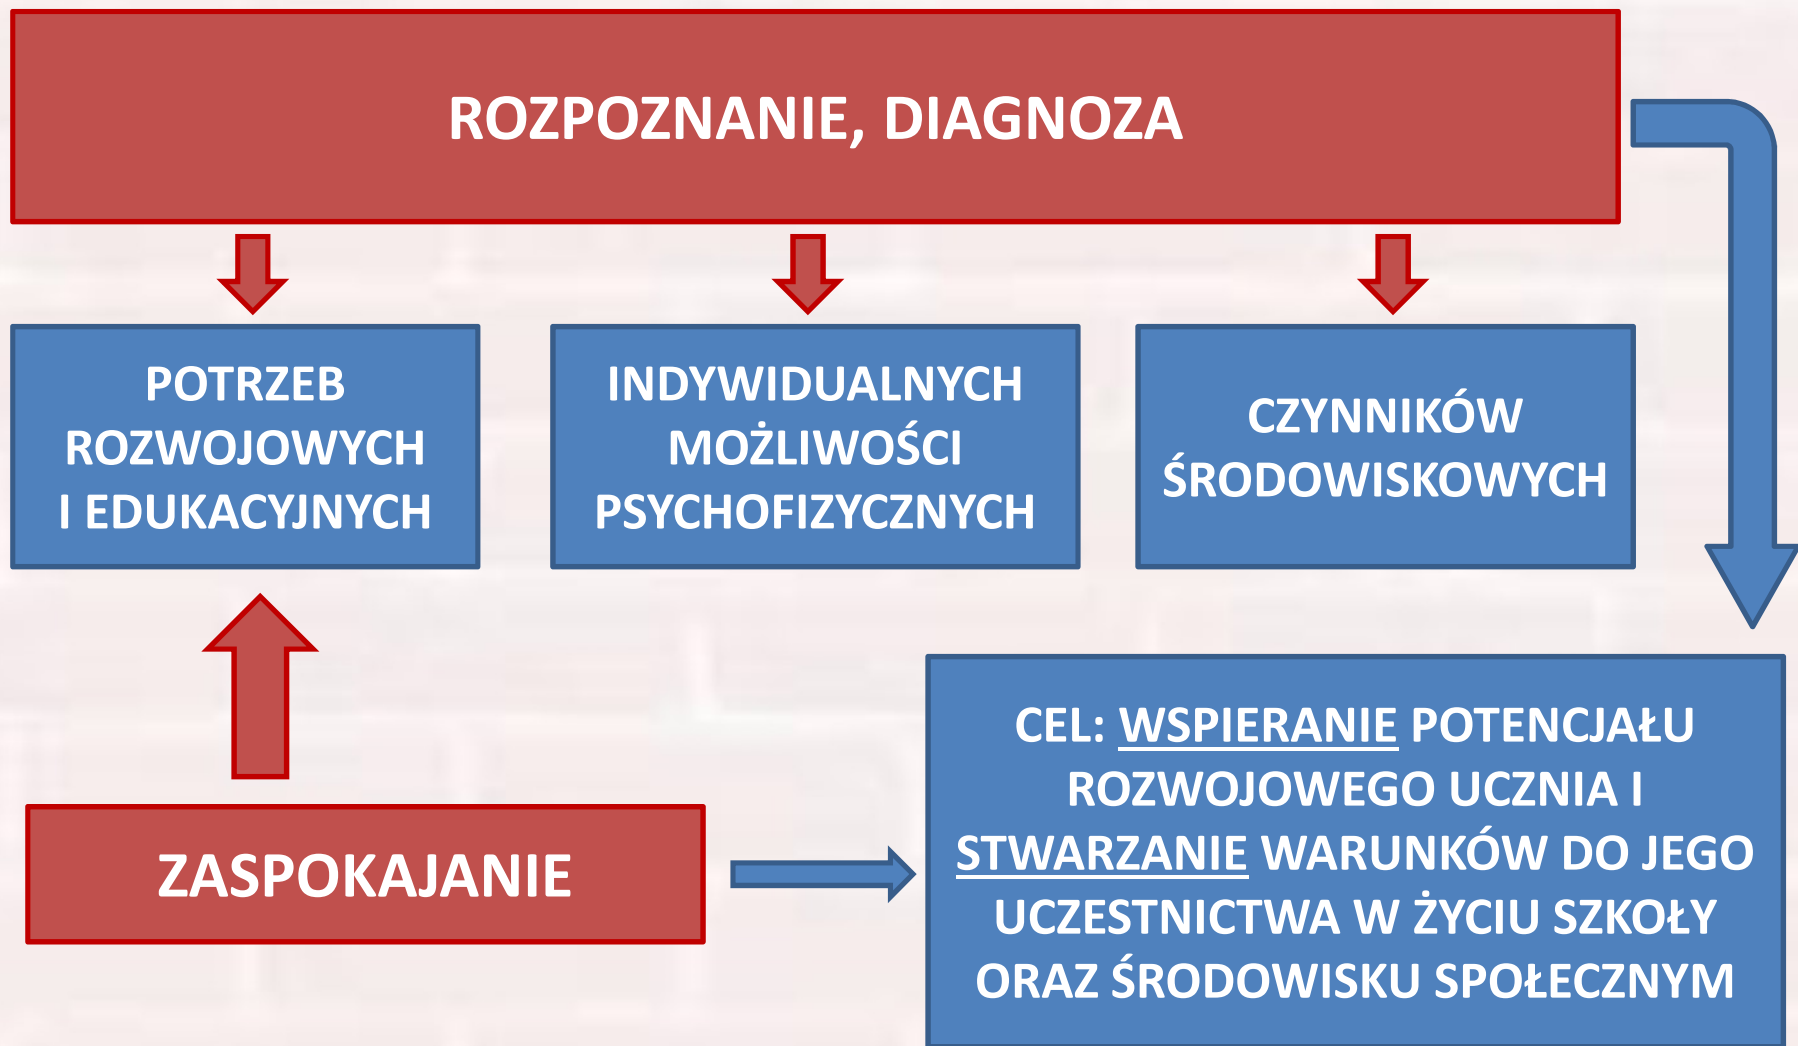 ROZPOZNANIE, DIAGNOZA
POTRZEB
ROZWOJOWYCH
I EDUKACYJNYCH
INDYWIDUALNYCH
MOŻLIWOŚCI
PSYCHOFIZYCZNYCH
CZYNNIKÓW
ŚRODOWISKOWYCH
ZASPOKAJANIE
CEL: WSPIERANIE POTENCJAŁU
ROZWOJOWEGO UCZNIA I
STWARZANIE WARUNKÓW DO JEGO
UCZESTNICTWA W ŻYCIU SZKOŁY
ORAZ ŚRODOWISKU SPOŁECZNYM